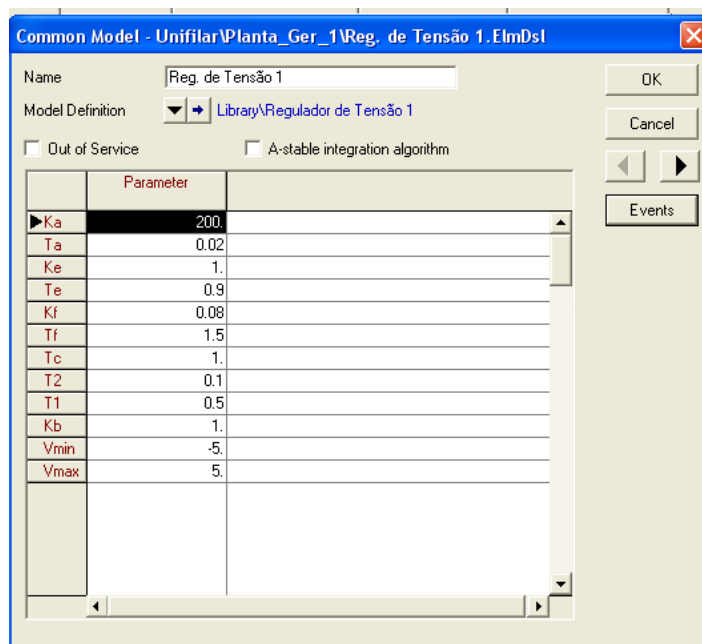 Common Model - Unifilar\Planta_Ger_1\Reg. de Tensão 1.ElmDsl
Name Reg. de Tensão 1 OK
Model Definition Library\Regulador de Tensão 1 Cancel
Out of Service A-stable integration algorithm
Parameter Events
Ka 200.
Ta 0.02
Ke 1.
Te 0.9
Kf 0.08
Tf 1.5
Tc 1.
T2 0.1
T1 0.5
Kb 1.
Vmin -5.
Vmax 5.